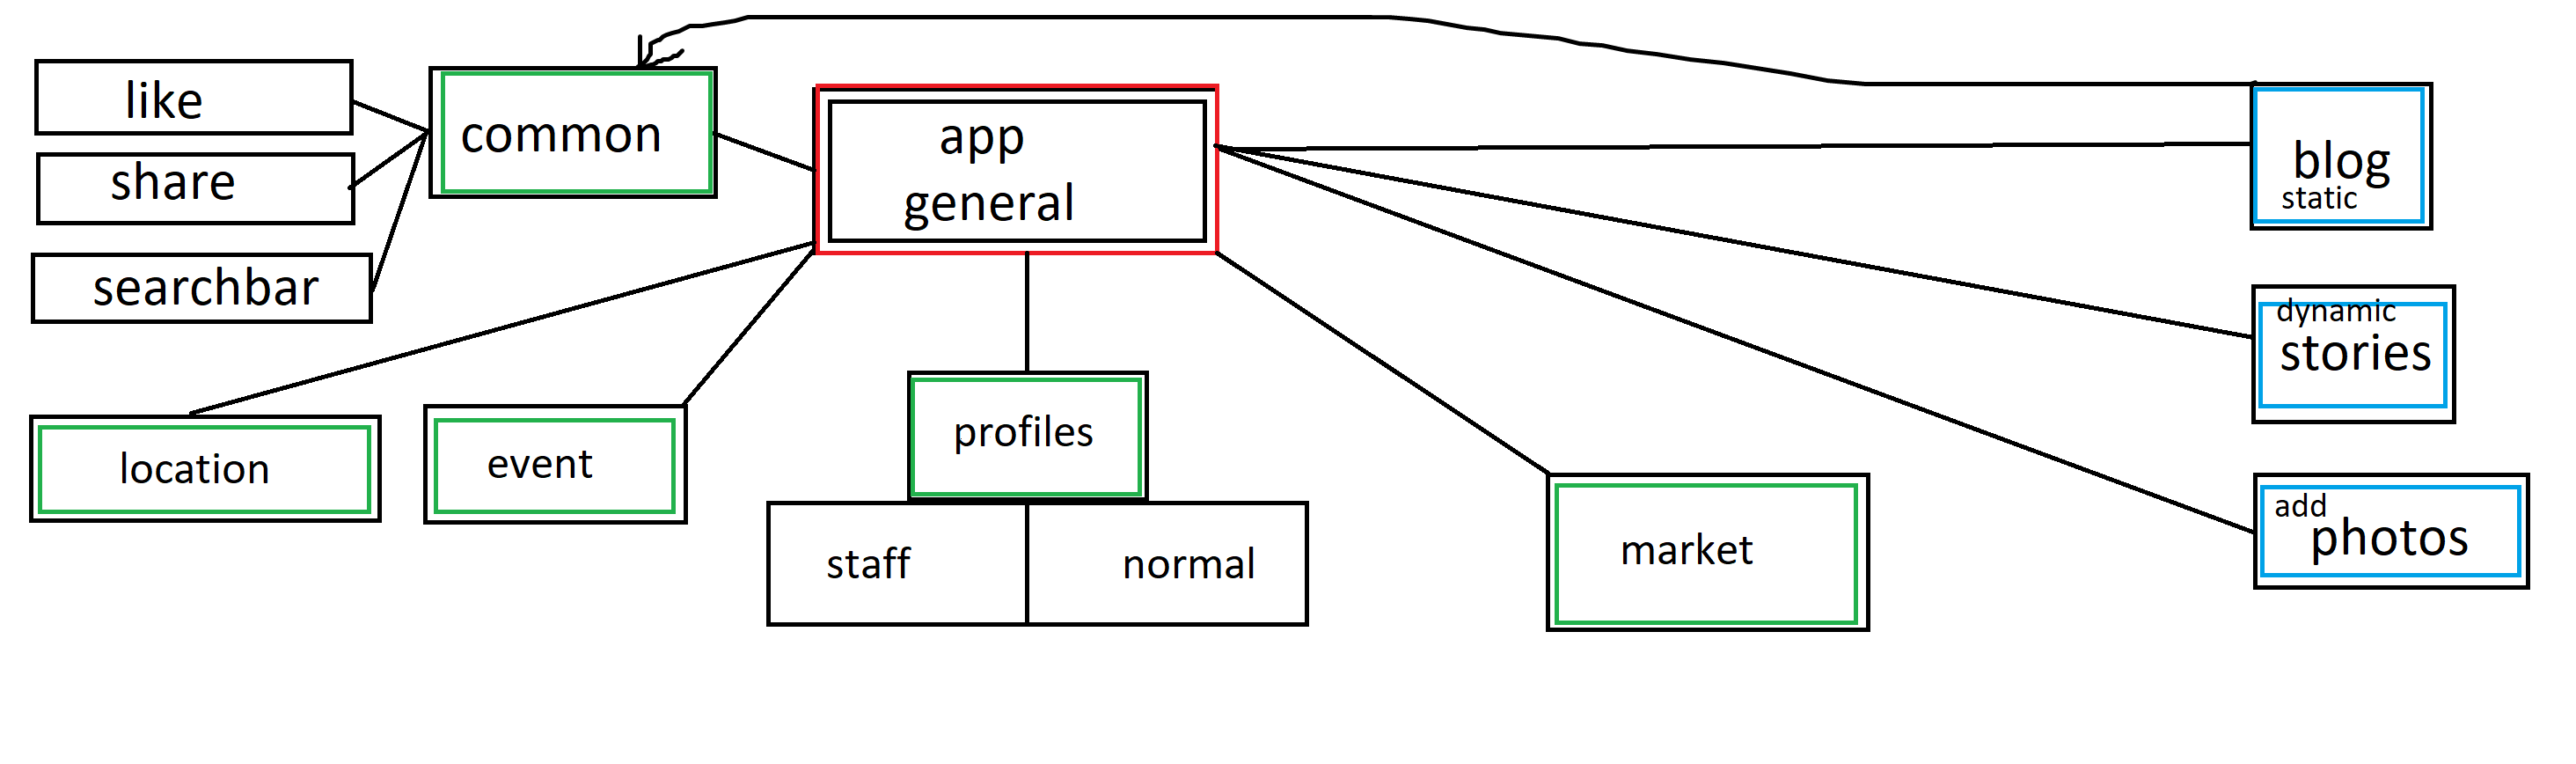 like
share
searchbar
common
app
general
blog
static
dynamic
stories
add
photos
location
event
profiles
staff
normal
market